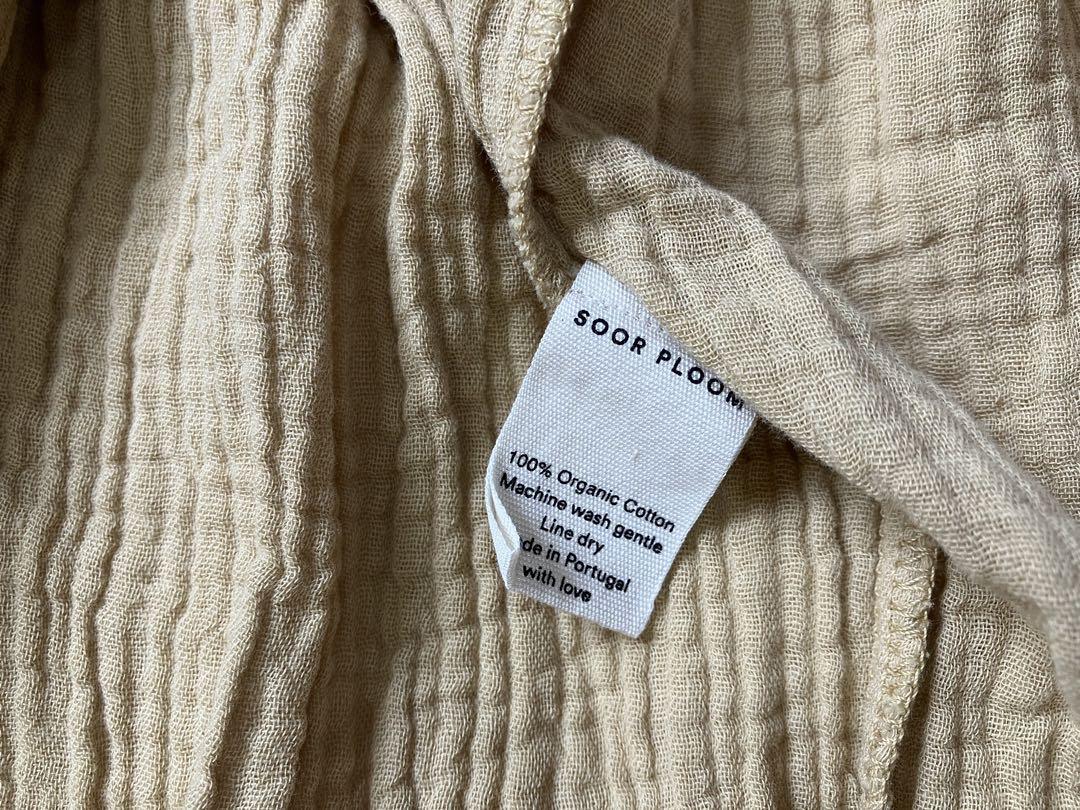 SOOR PLOOM
100% Organic Cotton
Machine wash gentle
Line dry
de in Portugal
with love